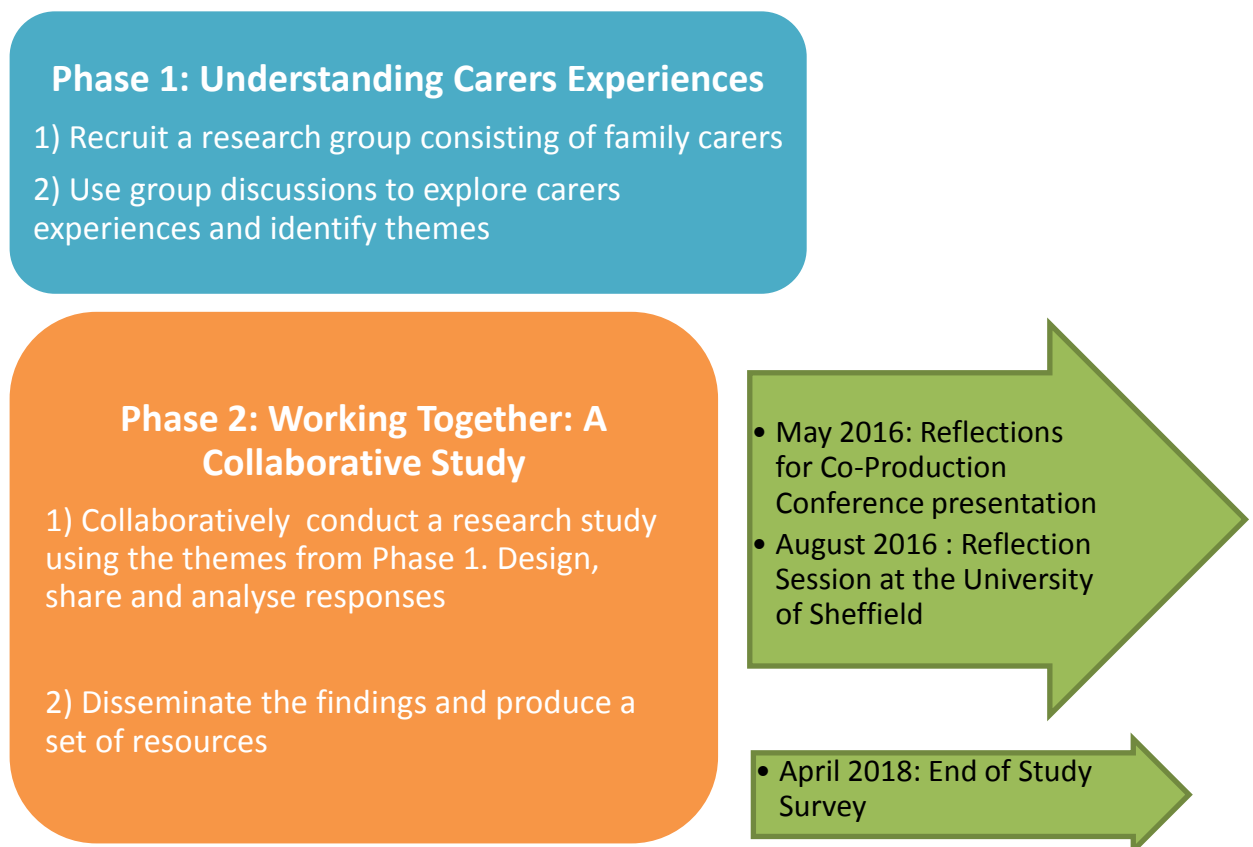 Phase 1: Understanding Carers Experiences
1) Recruit a research group consisting of family carers
2) Use group discussions to explore carers
experiences and identify themes
Phase 2: Working Together: A
Collaborative Study
1) Collaboratively conduct a research study
using the themes from Phase 1. Design,
share and analyse responses
2) Disseminate the findings and produce a
set of resources
• May 2016: Reflections
for Co-Production
Conference presentation
• August 2016 : Reflection
Session at the University
of Sheffield
• April 2018: End of Study
Survey